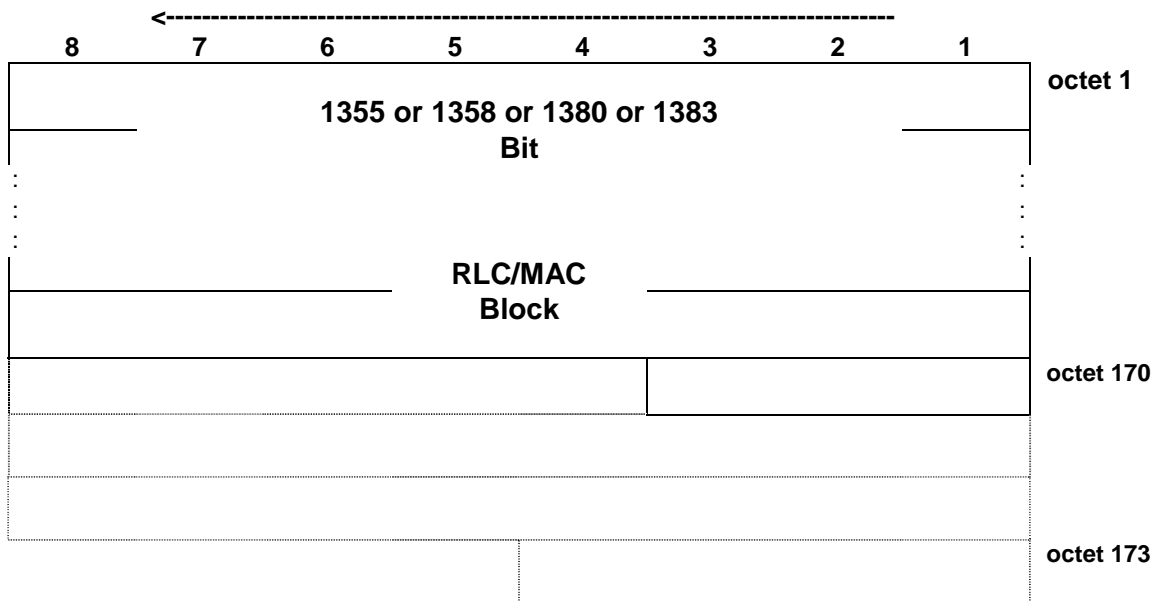 <--------------------------------------------------------------------------------
8 7 6 5 4 3 2 1
octet 1
1355 or 1358 or 1380 or 1383
Bit
: :
: :
: :
RLC/MAC
Block
octet 170
octet 173